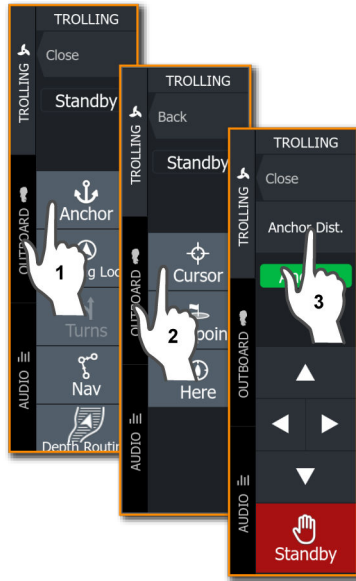 TROLLING
Close
TROLLING
Standby
Anchor
OUTBOARD
1
Turns
AUDIO
Nav
TROLLING
Back
TROLLING
Standby
Cursor
2
Here
AUDIO
TROLLING
Close
TROLLING
Anchor Dist.
3
OUTBOARD
AUDIO
Standby